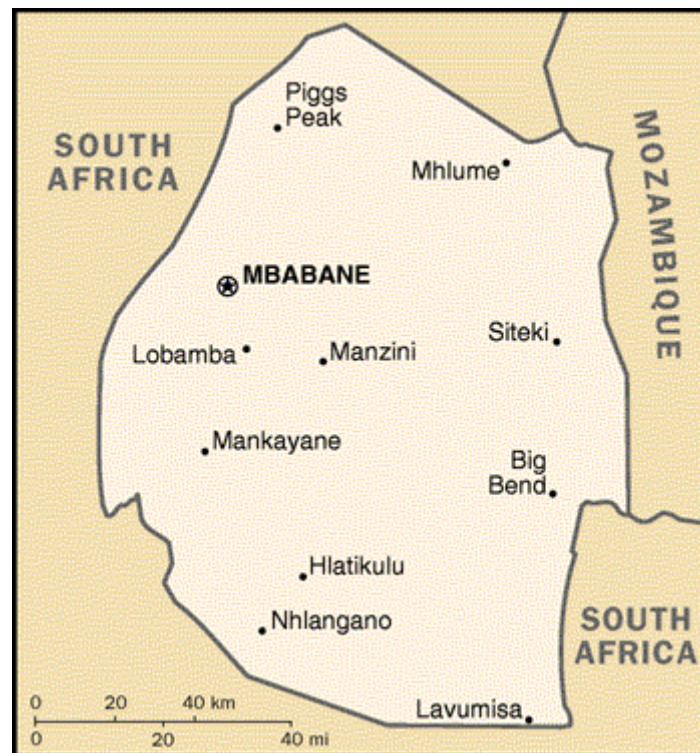 Piggs
Peak
SOUTH
AFRICA
MOZAMBIQUE
Mhlume
MBABANE
Siteki
Lobamba
Manzini
Mankayane
Big
Bend
Hlatikulu
Nhlangano
SOUTH
AFRICA
Lavumisa
0 20 40 km
0 20 40 mi